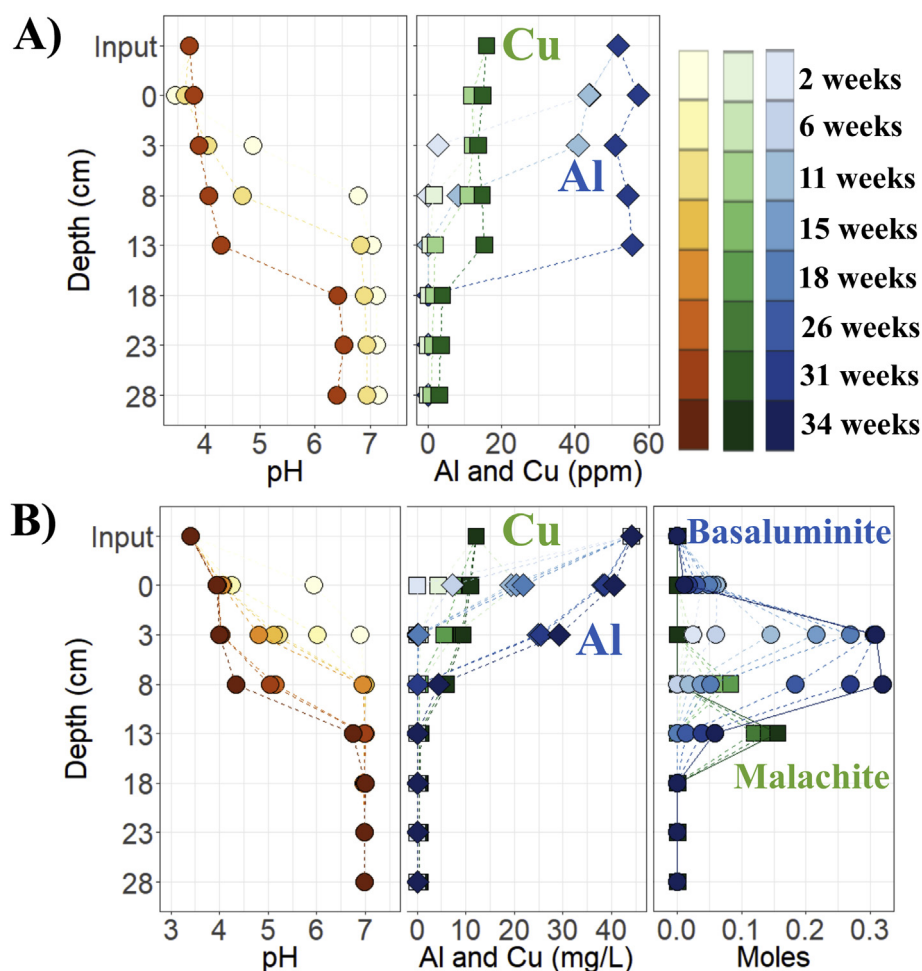 A)
Input
0
3
8
13
18
23
28
Depth (cm)
4 5 6 7
pH
Cu
Al
0 20 40 60
Al and Cu (ppm)
2 weeks
6 weeks
11 weeks
15 weeks
18 weeks
26 weeks
31 weeks
34 weeks
B)
Input
0
3
8
13
18
23
28
Depth (cm)
3 4 5 6 7
pH
Cu
Al
0 10 20 30 40
Al and Cu (mg/L)
Basaluminite
Malachite
0.0 0.1 0.2 0.3
Moles